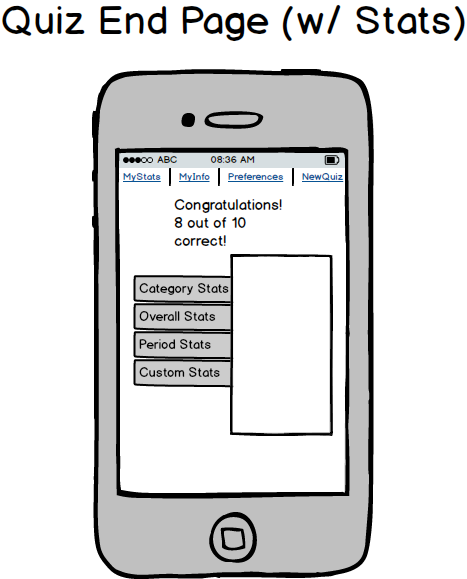 Quiz End Page (w/ Stats)
ABC 08:36 AM
MyStats MyInfo Preferences NewQuiz
Congratulations!
8 out of 10
correct!
Category Stats
Overall Stats
Period Stats
Custom Stats